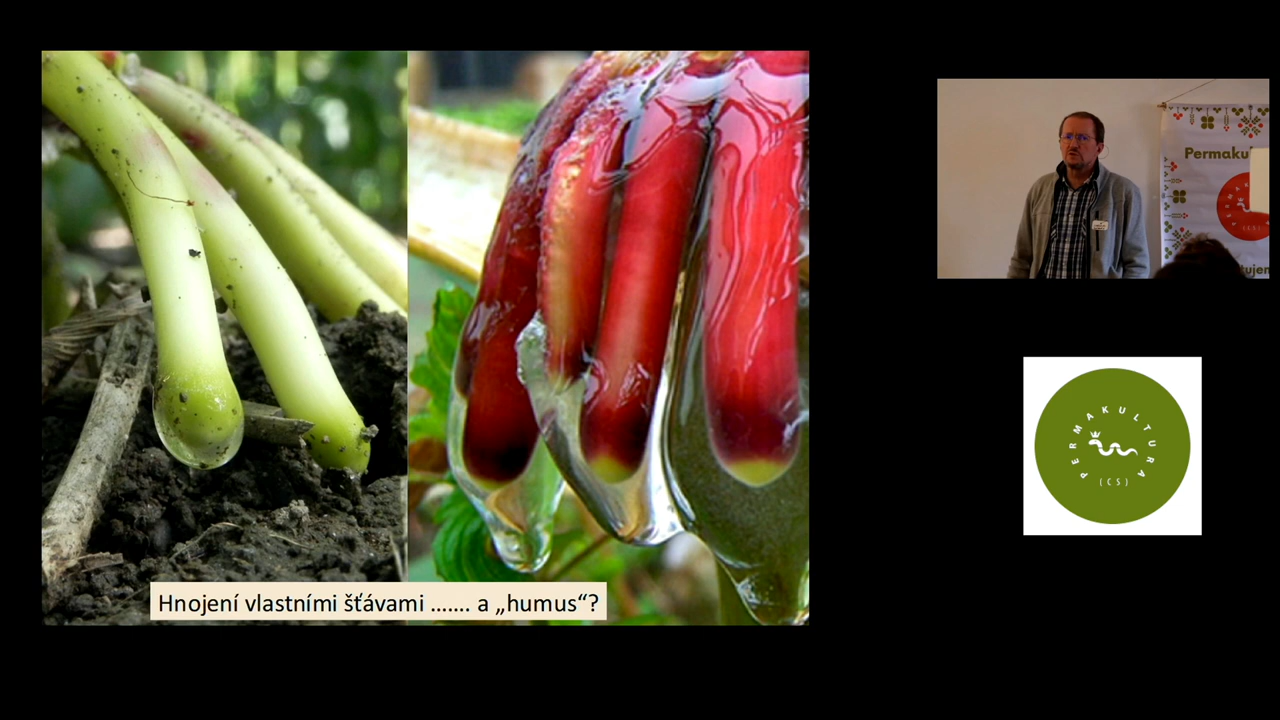 Hnojení vlastními šťávami ....... a „humus“?
Permaku
PERMAKULTURA
(CS)